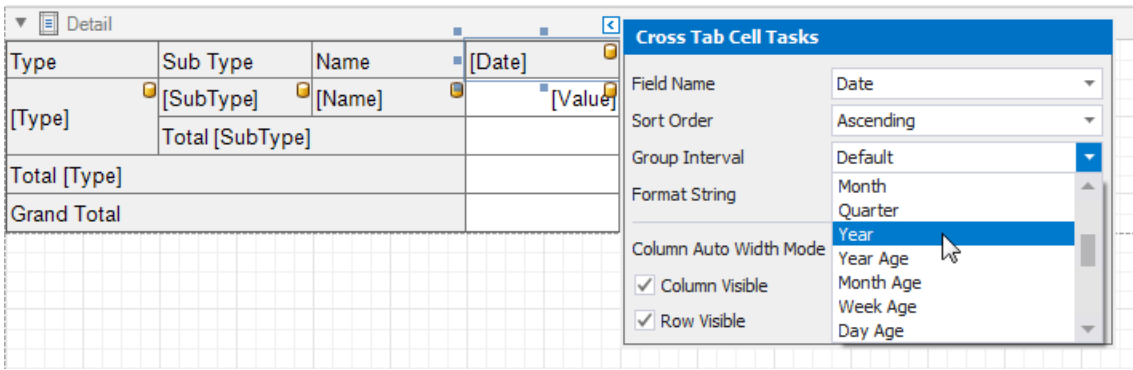 Detail
Type Sub Type Name [Date]
[Type] [SubType] [Name] [Value]
Total [SubType]
Total [Type]
Grand Total
Cross Tab Cell Tasks
Field Name Date
Sort Order Ascending
Group Interval Default
Format String
Month
Quarter
Year
Year Age
Month Age
Week Age
Day Age
Column Auto Width Mode
Column Visible
Row Visible